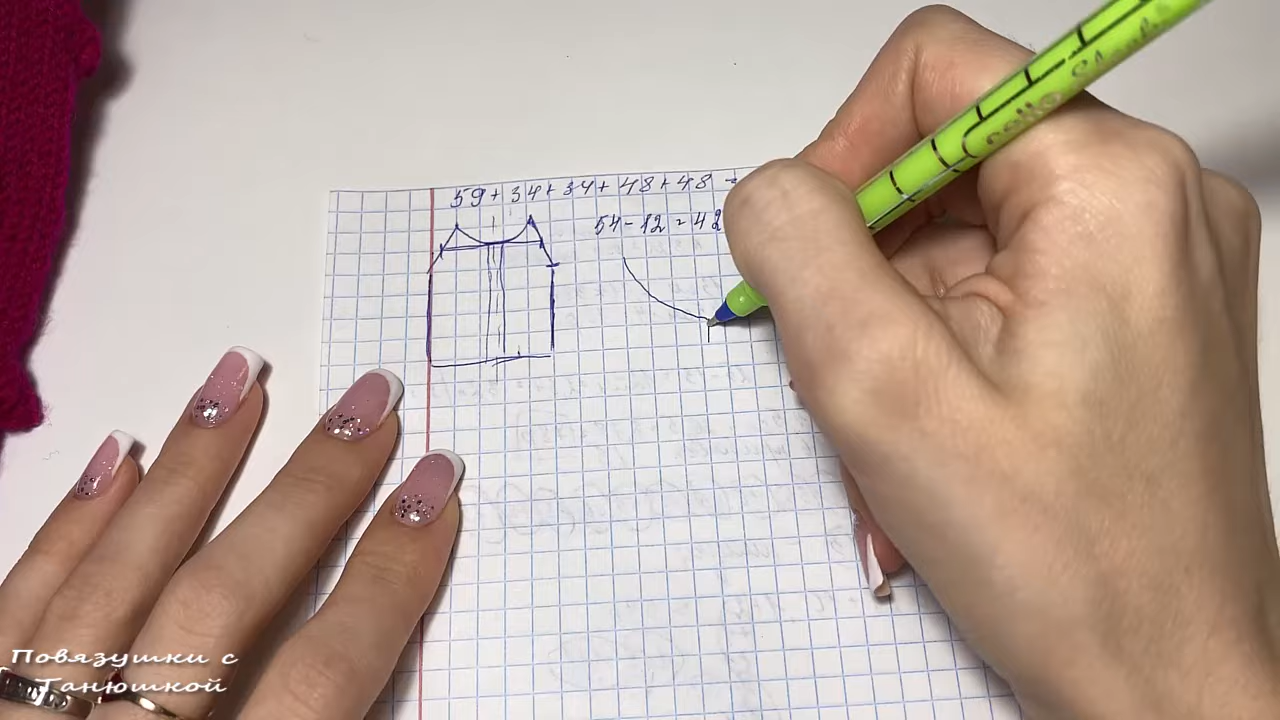 59+34+34+48+48 =
54-12=42
Повязушки с
Танюшкой